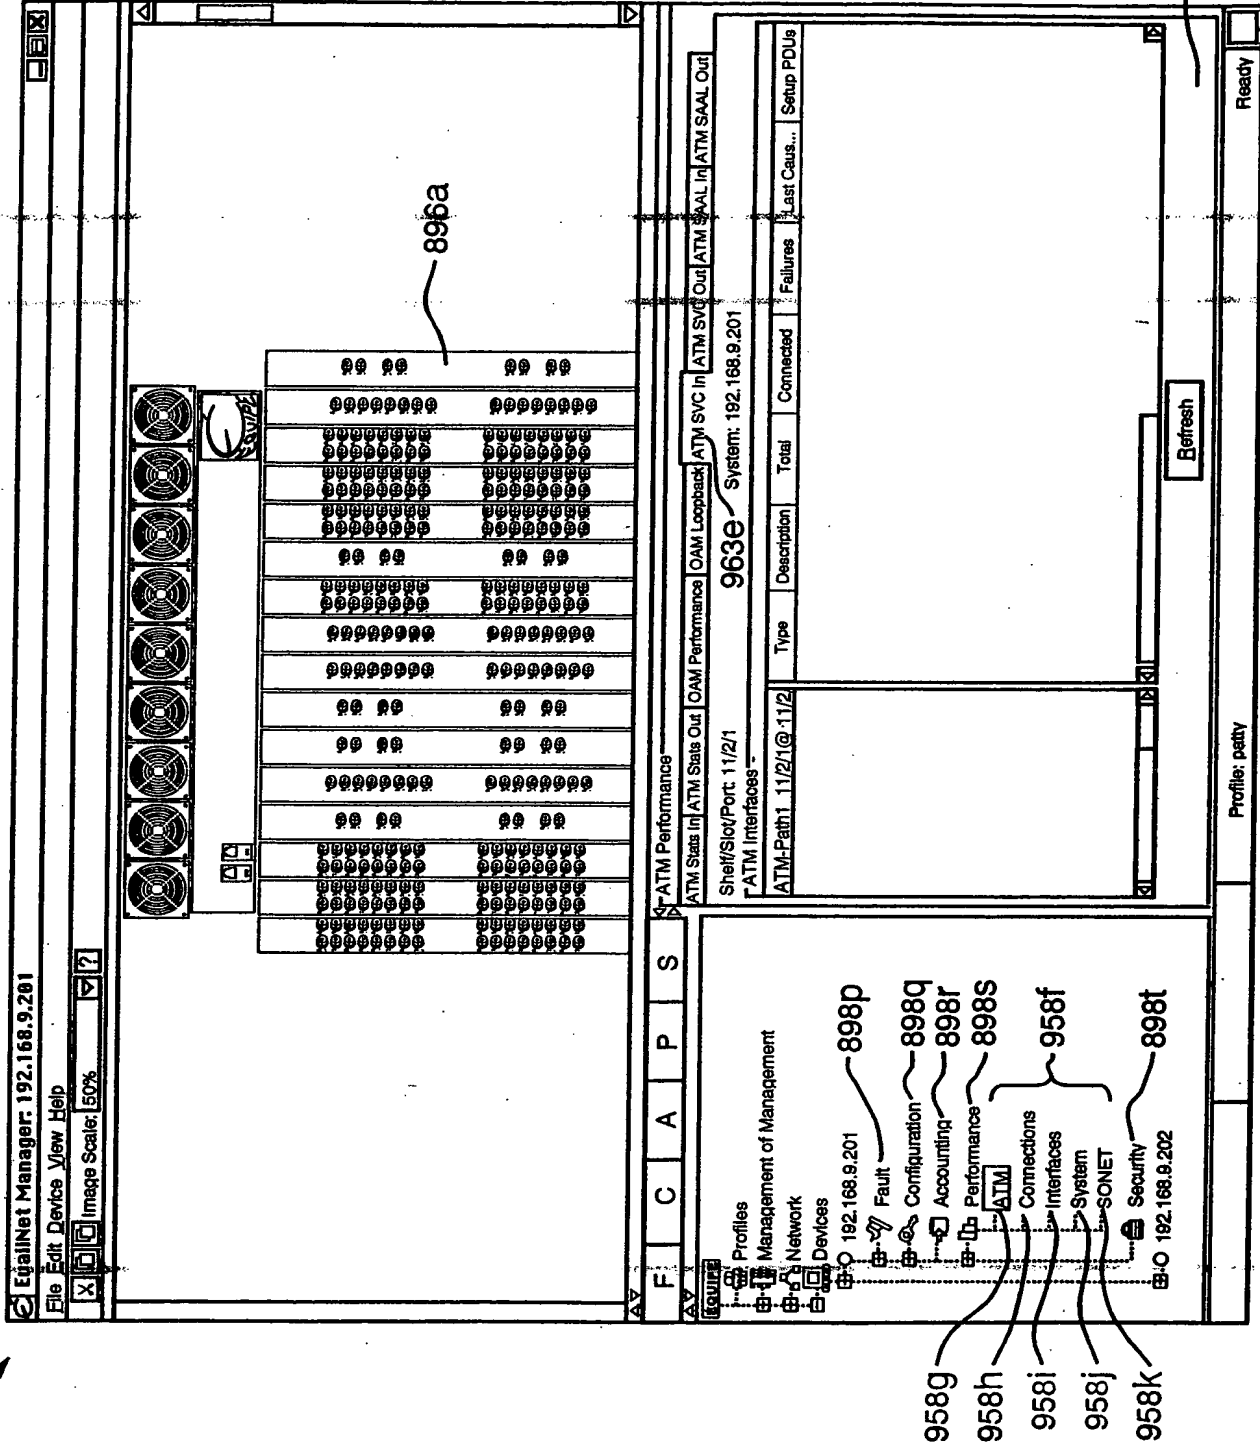 EquiNet Manager: 192.168.9.201
File Edit Device View Help
Image Scale: 50% ?
EQUIPE
896a
F C A P S
EQUIPE
Profiles
Management of Management
Network
Devices
192.168.9.201
Fault
898p
Configuration
898q
Accounting
898r
Performance
898s
ATM
Connections
Interfaces
System
SONET
958f
Security
898t
192.168.9.202
958g
958h
958i
958j
958k
ATM Performance
ATM Stats In ATM Stats Out OAM Performance OAM Loopback ATM SVC In ATM SVC Out ATM SAAL In ATM SAAL Out
Shelf/Slot/Port: 11/2/1 963e System: 192.168.9.201
ATM Interfaces
ATM-Path1 11/2/1@11/2 Type Description Total Connected Failures Last Caus... Setup PDUs
Refresh
Profile: patty Ready